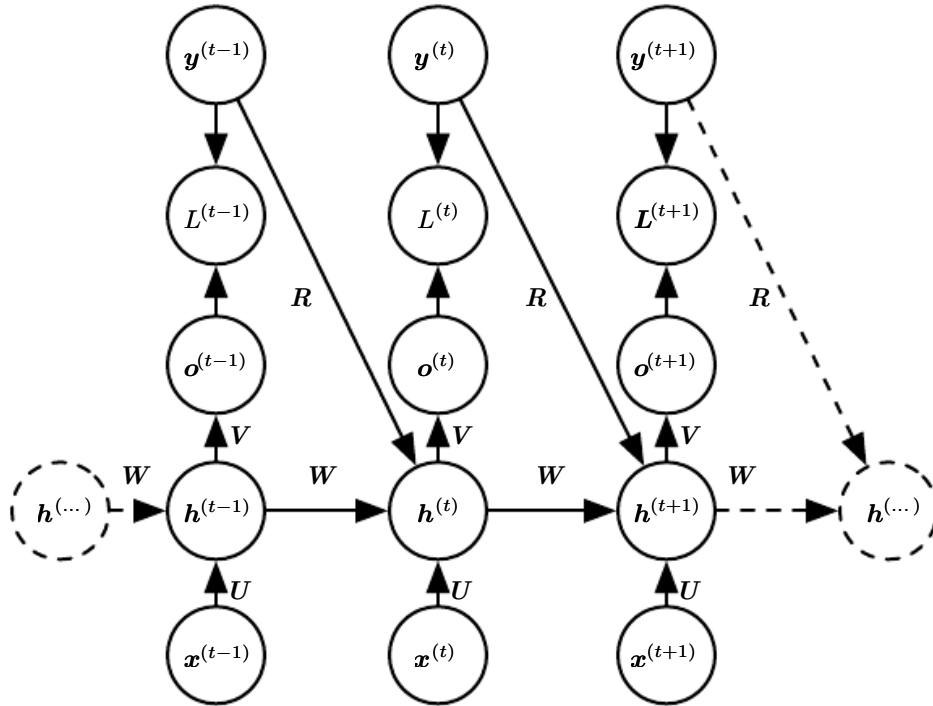 y^(t−1) y^(t) y^(t+1)
L^(t−1) L^(t) L^(t+1)
R R R
o^(t−1) o^(t) o^(t+1)
V V V
W W W W
h^(...) h^(t−1) h^(t) h^(t+1) h^(...)
U U U
x^(t−1) x^(t) x^(t+1)